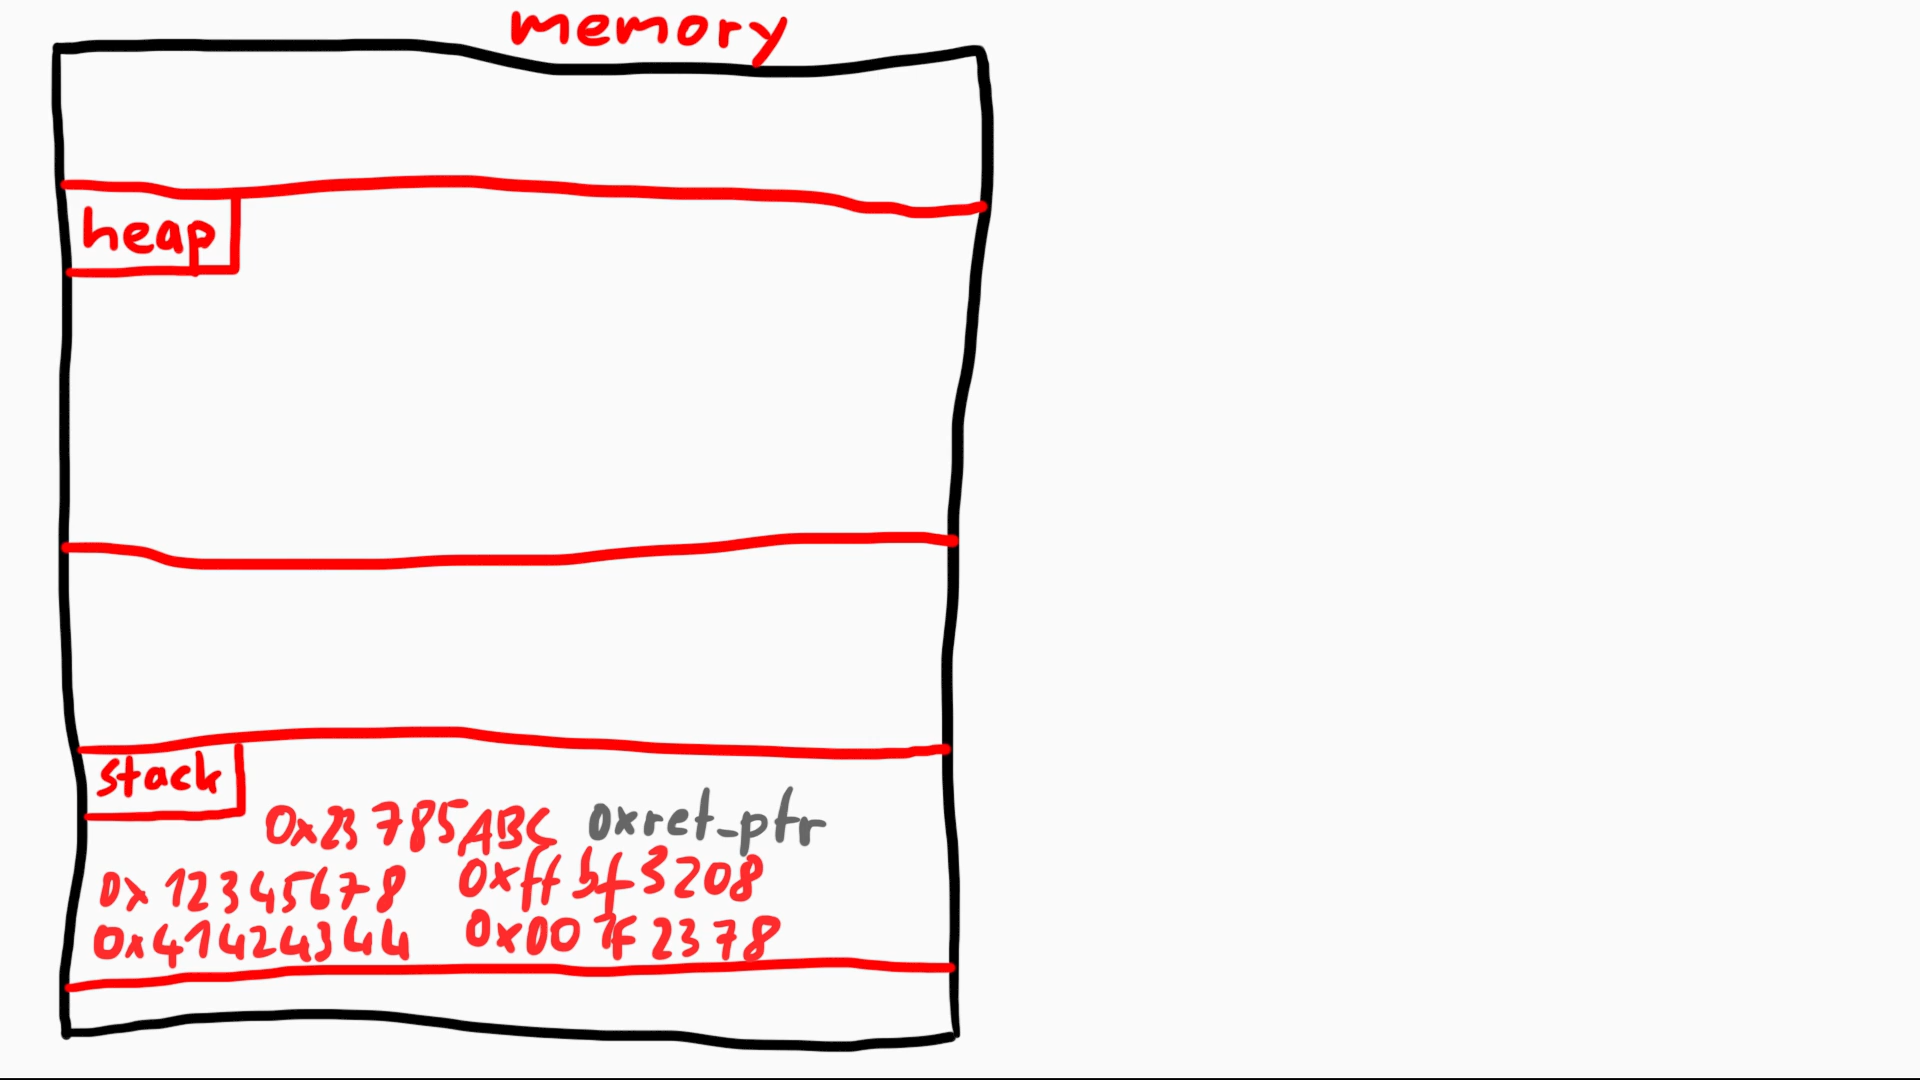 memory
heap
stack
0x23785ABC 0xret_ptr
0x12345678 0xffbf3208
0x41424344 0x007F2378